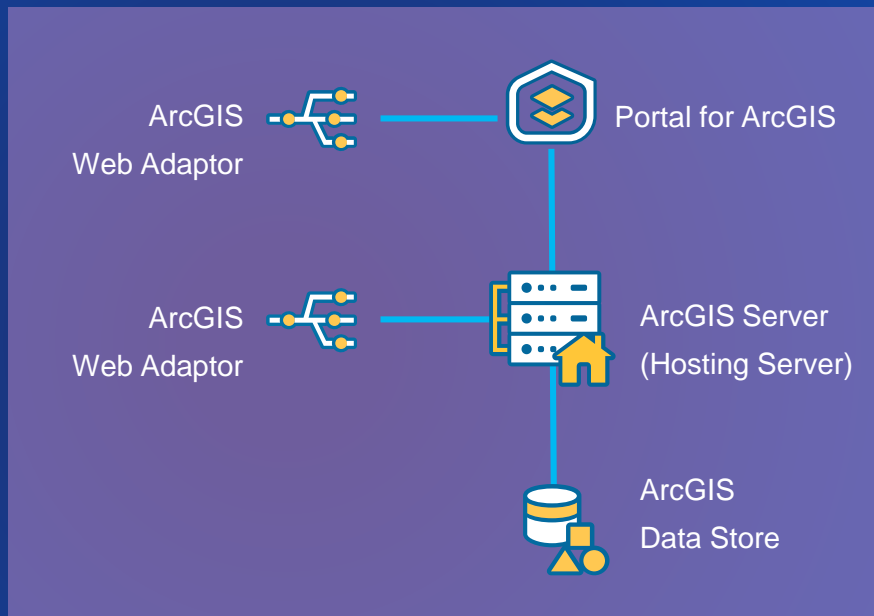 ArcGIS
Web Adaptor
Portal for ArcGIS
ArcGIS
Web Adaptor
ArcGIS Server
(Hosting Server)
ArcGIS
Data Store